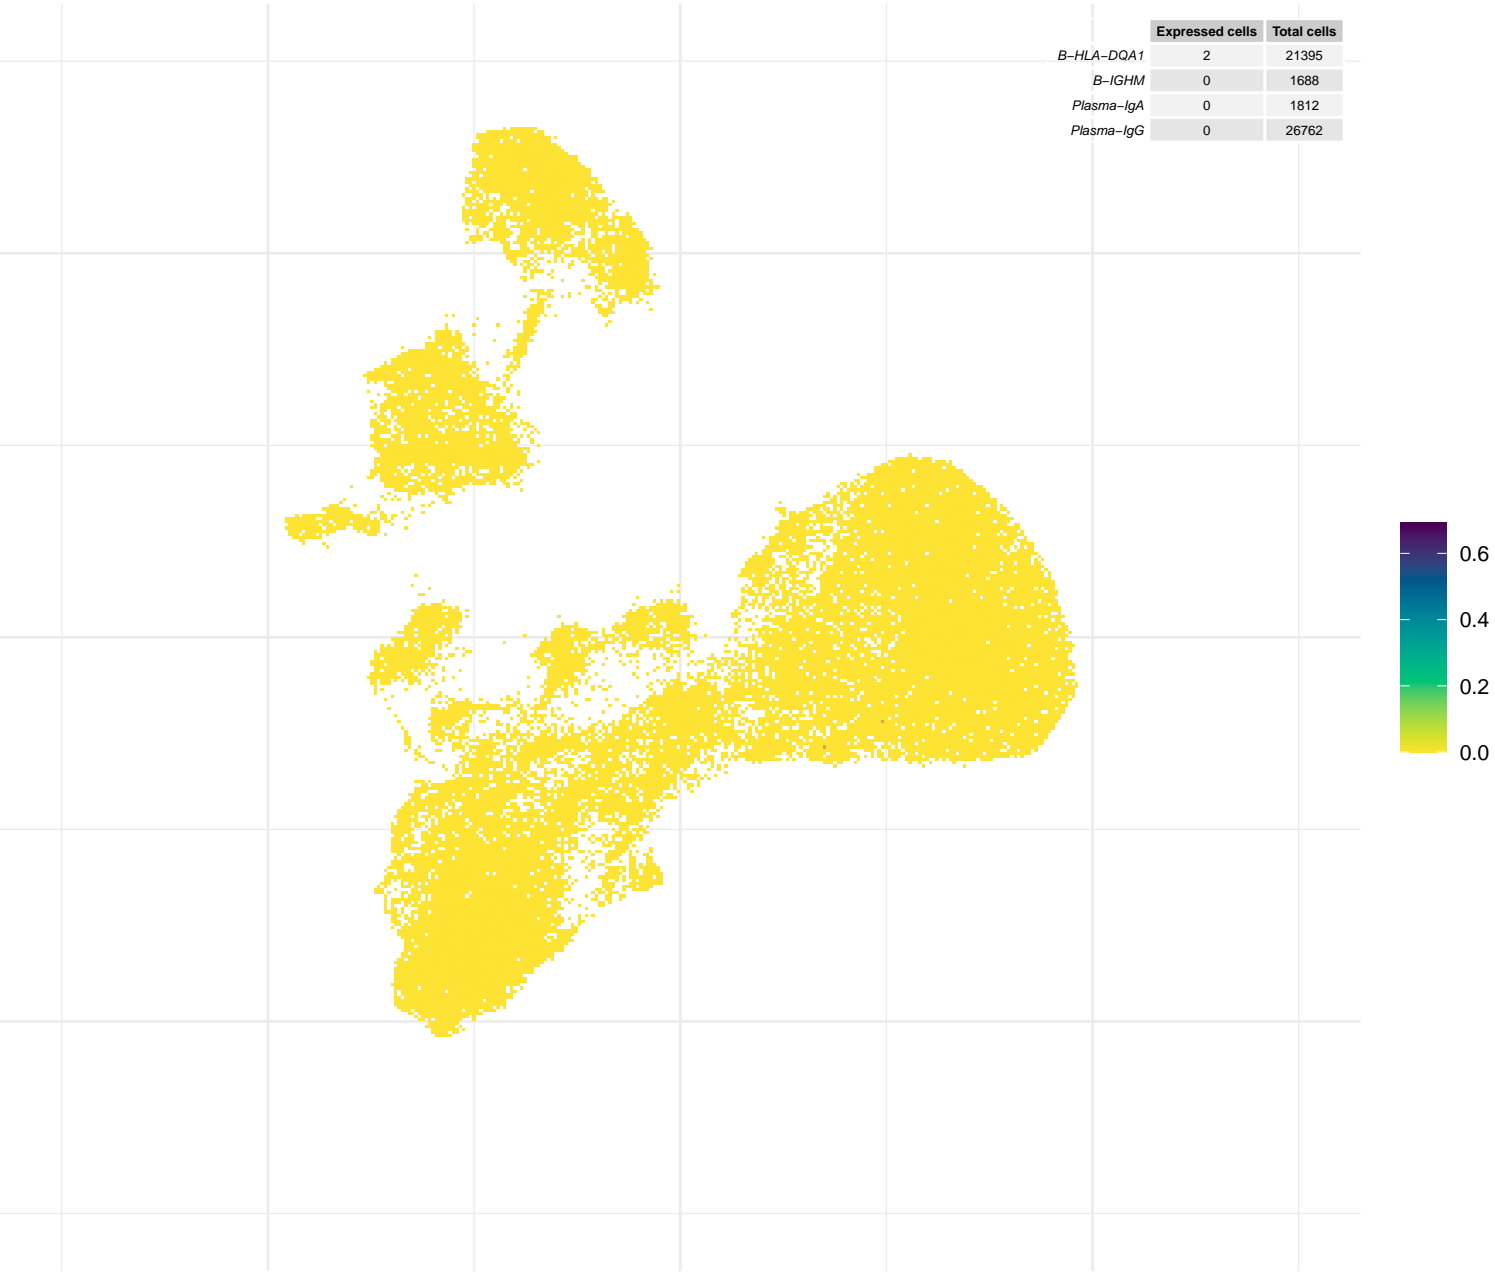 Expressed cells Total cells
B−HLA−DQA1 2 21395
B−IGHM 0 1688
Plasma−IgA 0 1812
Plasma−IgG 0 26762
0.6
0.4
0.2
0.0